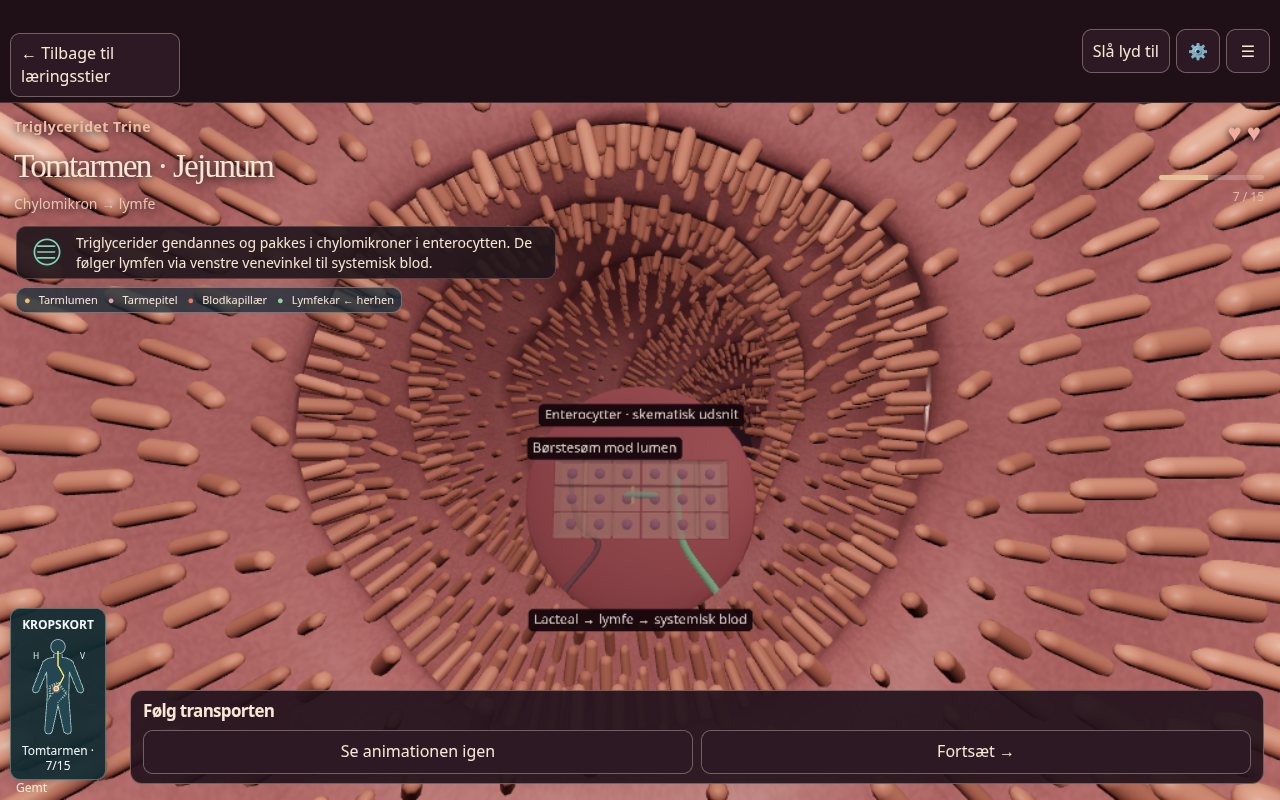 ← Tilbage til
læringsstier
Slå lyd til
Triglyceridet Trine
Tomtarmen · Jejunum
Chylomikron → lymfe
7 / 15
Triglycerider gendannes og pakkes i chylomikroner i enterocytten. De
følger lymfen via venstre venevinkel til systemisk blod.
Tarmlumen
Tarmepitel
Blodkapillær
Lymfekar ← herhen
Enterocytter · skematisk udsnit
Børstesøm mod lumen
Lacteal → lymfe → systemisk blod
KROPSKORT
H V
Tomtarmen ·
7/15
Gemt
Følg transporten
Se animationen igen
Fortsæt →